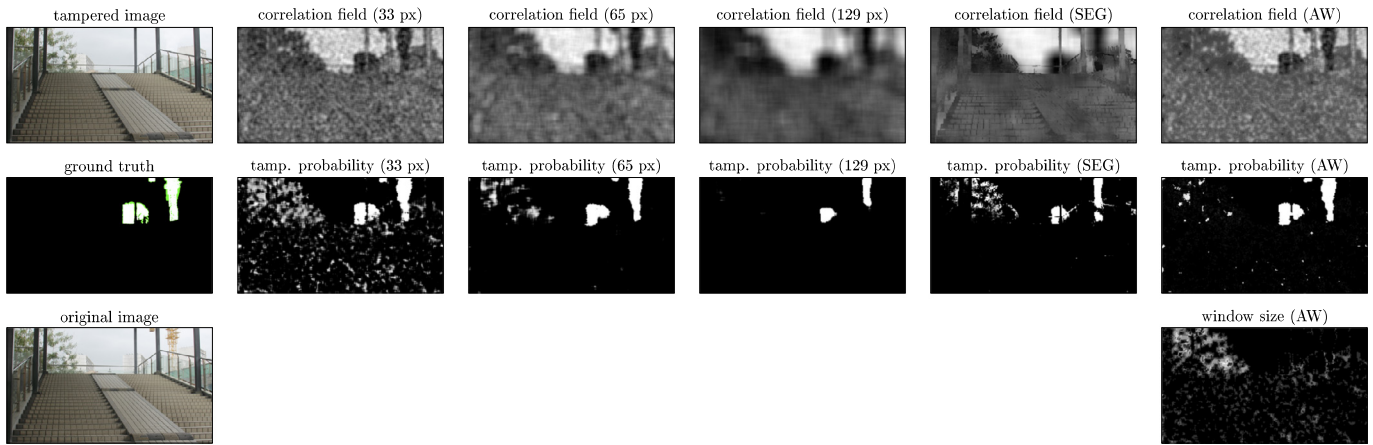 tampered image
correlation field (33 px)
correlation field (65 px)
correlation field (129 px)
correlation field (SEG)
correlation field (AW)
ground truth
tamp. probability (33 px)
tamp. probability (65 px)
tamp. probability (129 px)
tamp. probability (SEG)
tamp. probability (AW)
original image
window size (AW)